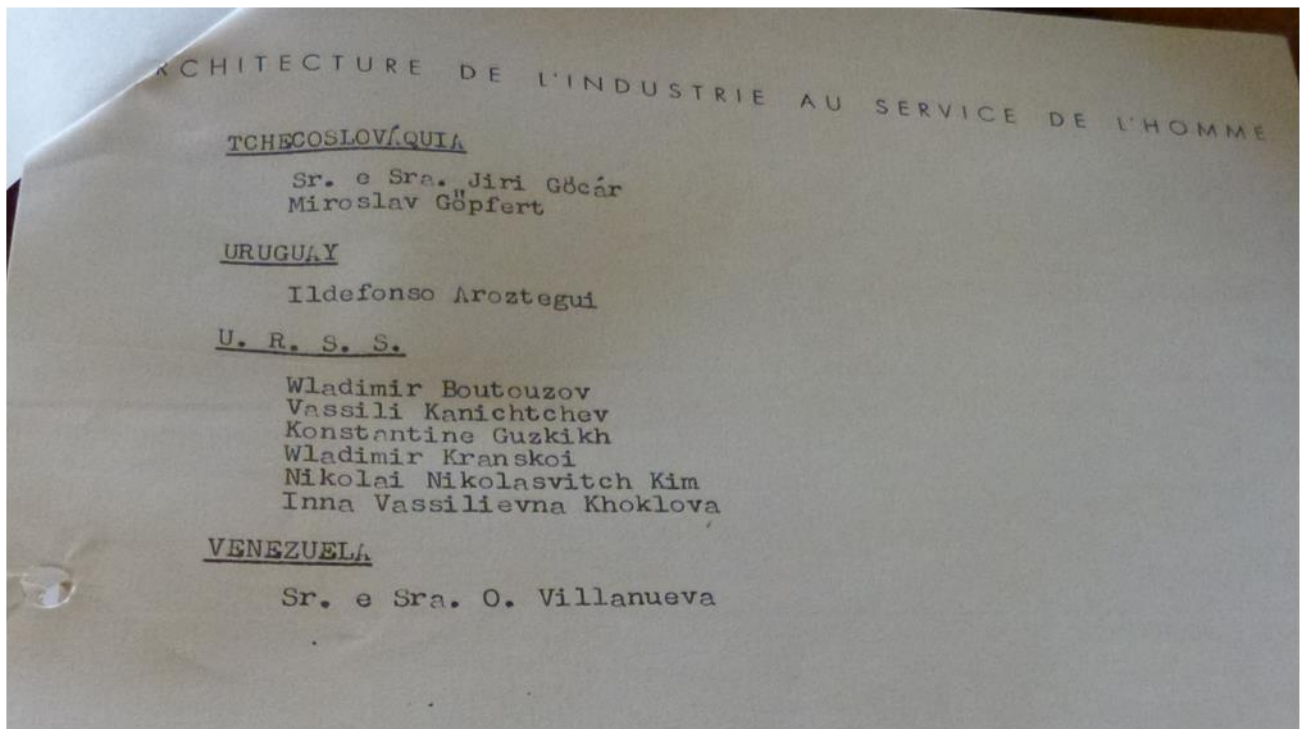 RCHITECTURE DE L'INDUSTRIE AU SERVICE DE L'HOMME
TCHECOSLOVÁQUIA
Sr. e Sra. Jiri Göcár
Miroslav Göpfert
URUGUAY
Ildefonso Aroztegui
U. R. S. S.
Wladimir Boutouzov
Vassili Kanichtchev
Konstantine Guzkikh
Wladimir Kranskoi
Nikolai Nikolasvitch Kim
Inna Vassilievna Khoklova
VENEZUELA
Sr. e Sra. O. Villanueva